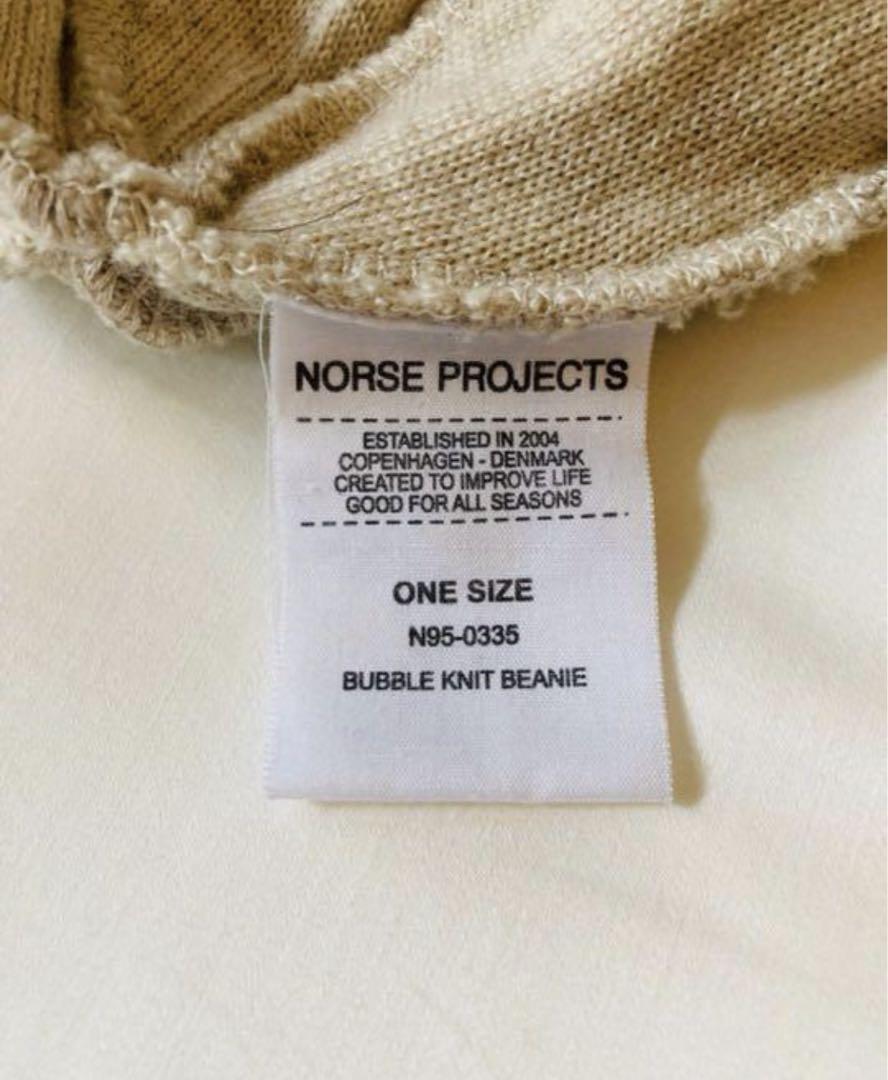 NORSE PROJECTS
ESTABLISHED IN 2004
COPENHAGEN - DENMARK
CREATED TO IMPROVE LIFE
GOOD FOR ALL SEASONS
ONE SIZE
N95-0335
BUBBLE KNIT BEANIE